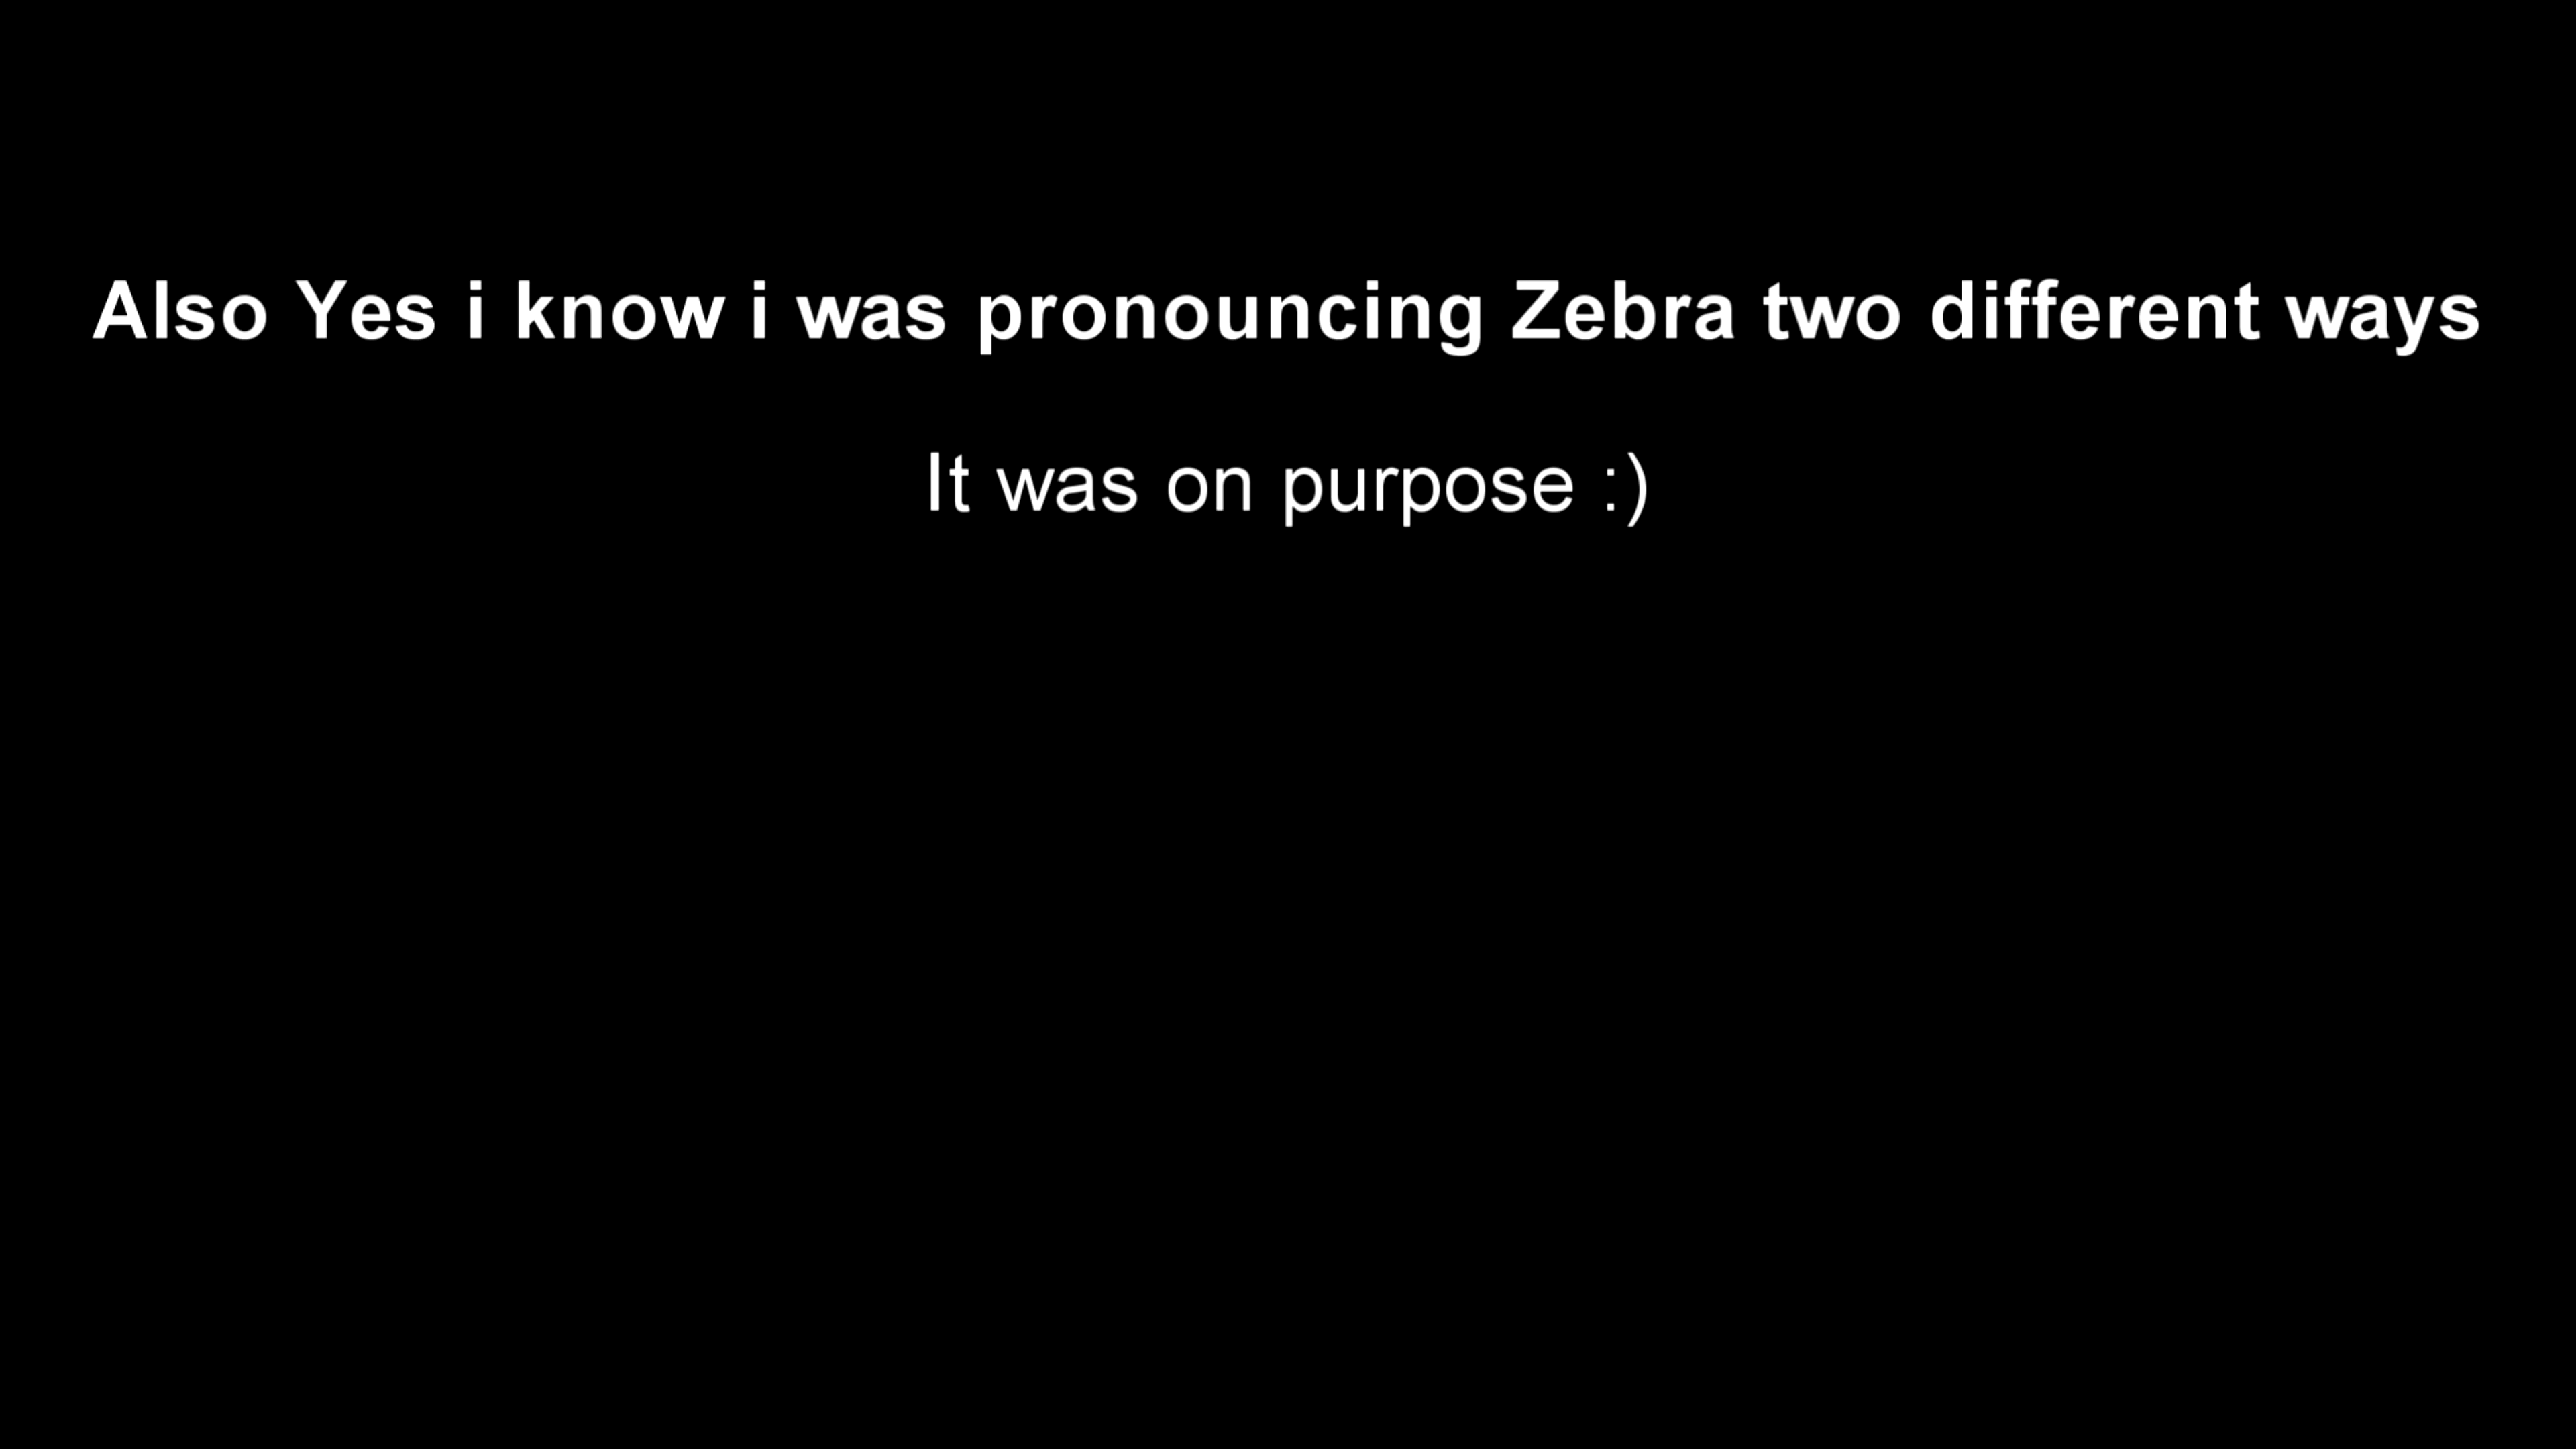 Also Yes i know i was pronouncing Zebra two different ways
It was on purpose :)